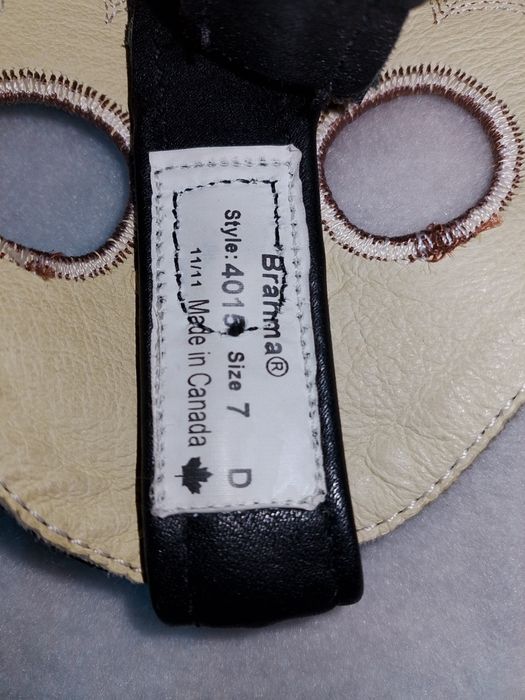 Brahma®
Style: 4015 Size 7 D
11/11 Made in Canada